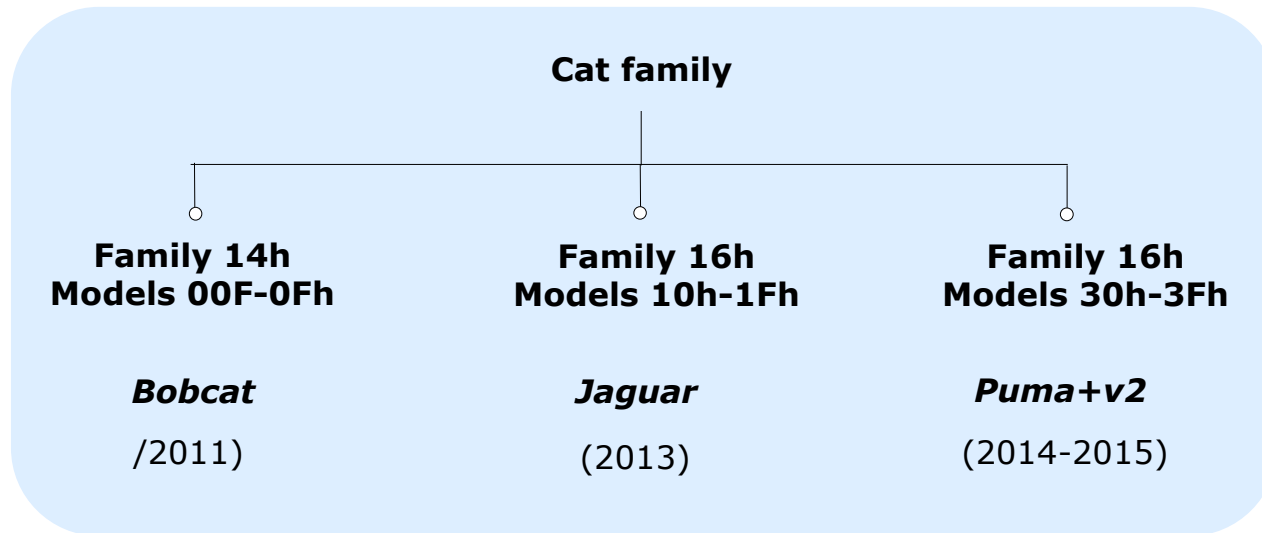 Cat family
Family 14h
Models 00F-0Fh
Bobcat
/2011)
Family 16h
Models 10h-1Fh
Jaguar
(2013)
Family 16h
Models 30h-3Fh
Puma+v2
(2014-2015)